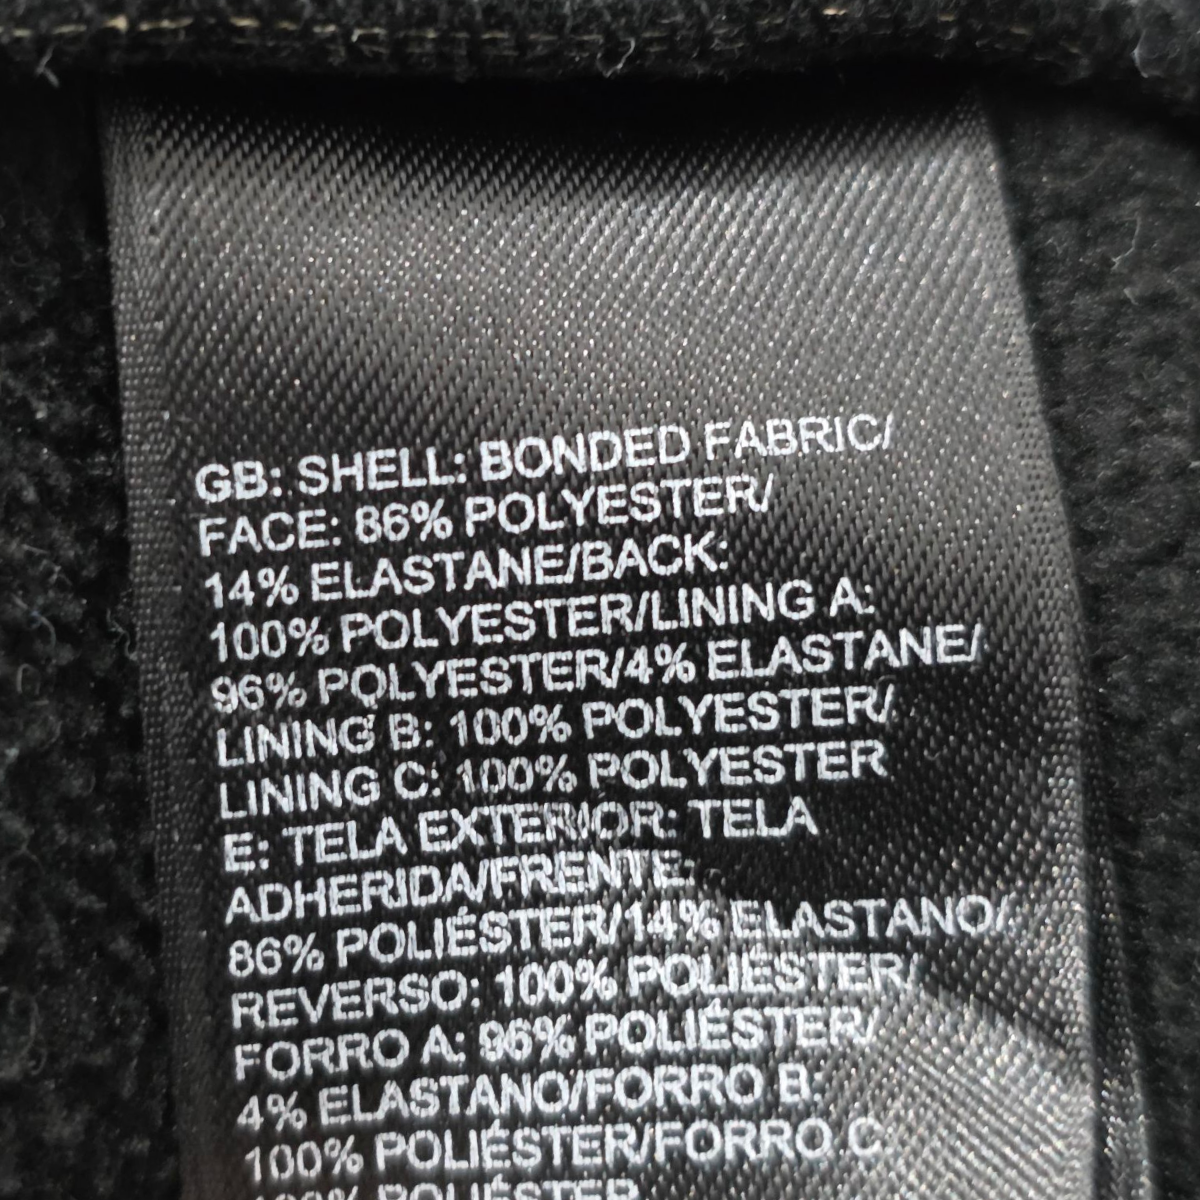 GB: SHELL: BONDED FABRIC/
FACE: 86% POLYESTER/
14% ELASTANE/BACK:
100% POLYESTER/LINING A:
96% POLYESTER/4% ELASTANE/
LINING B: 100% POLYESTER/
LINING C: 100% POLYESTER
E: TELA EXTERIOR: TELA
ADHERIDA/FRENTE:
86% POLIÉSTER/14% ELASTANO/
REVERSO: 100% POLIÉSTER/
FORRO A: 96% POLIÉSTER/
4% ELASTANO/FORRO B:
100% POLIÉSTER/FORRO C:
100% POLIÉSTER